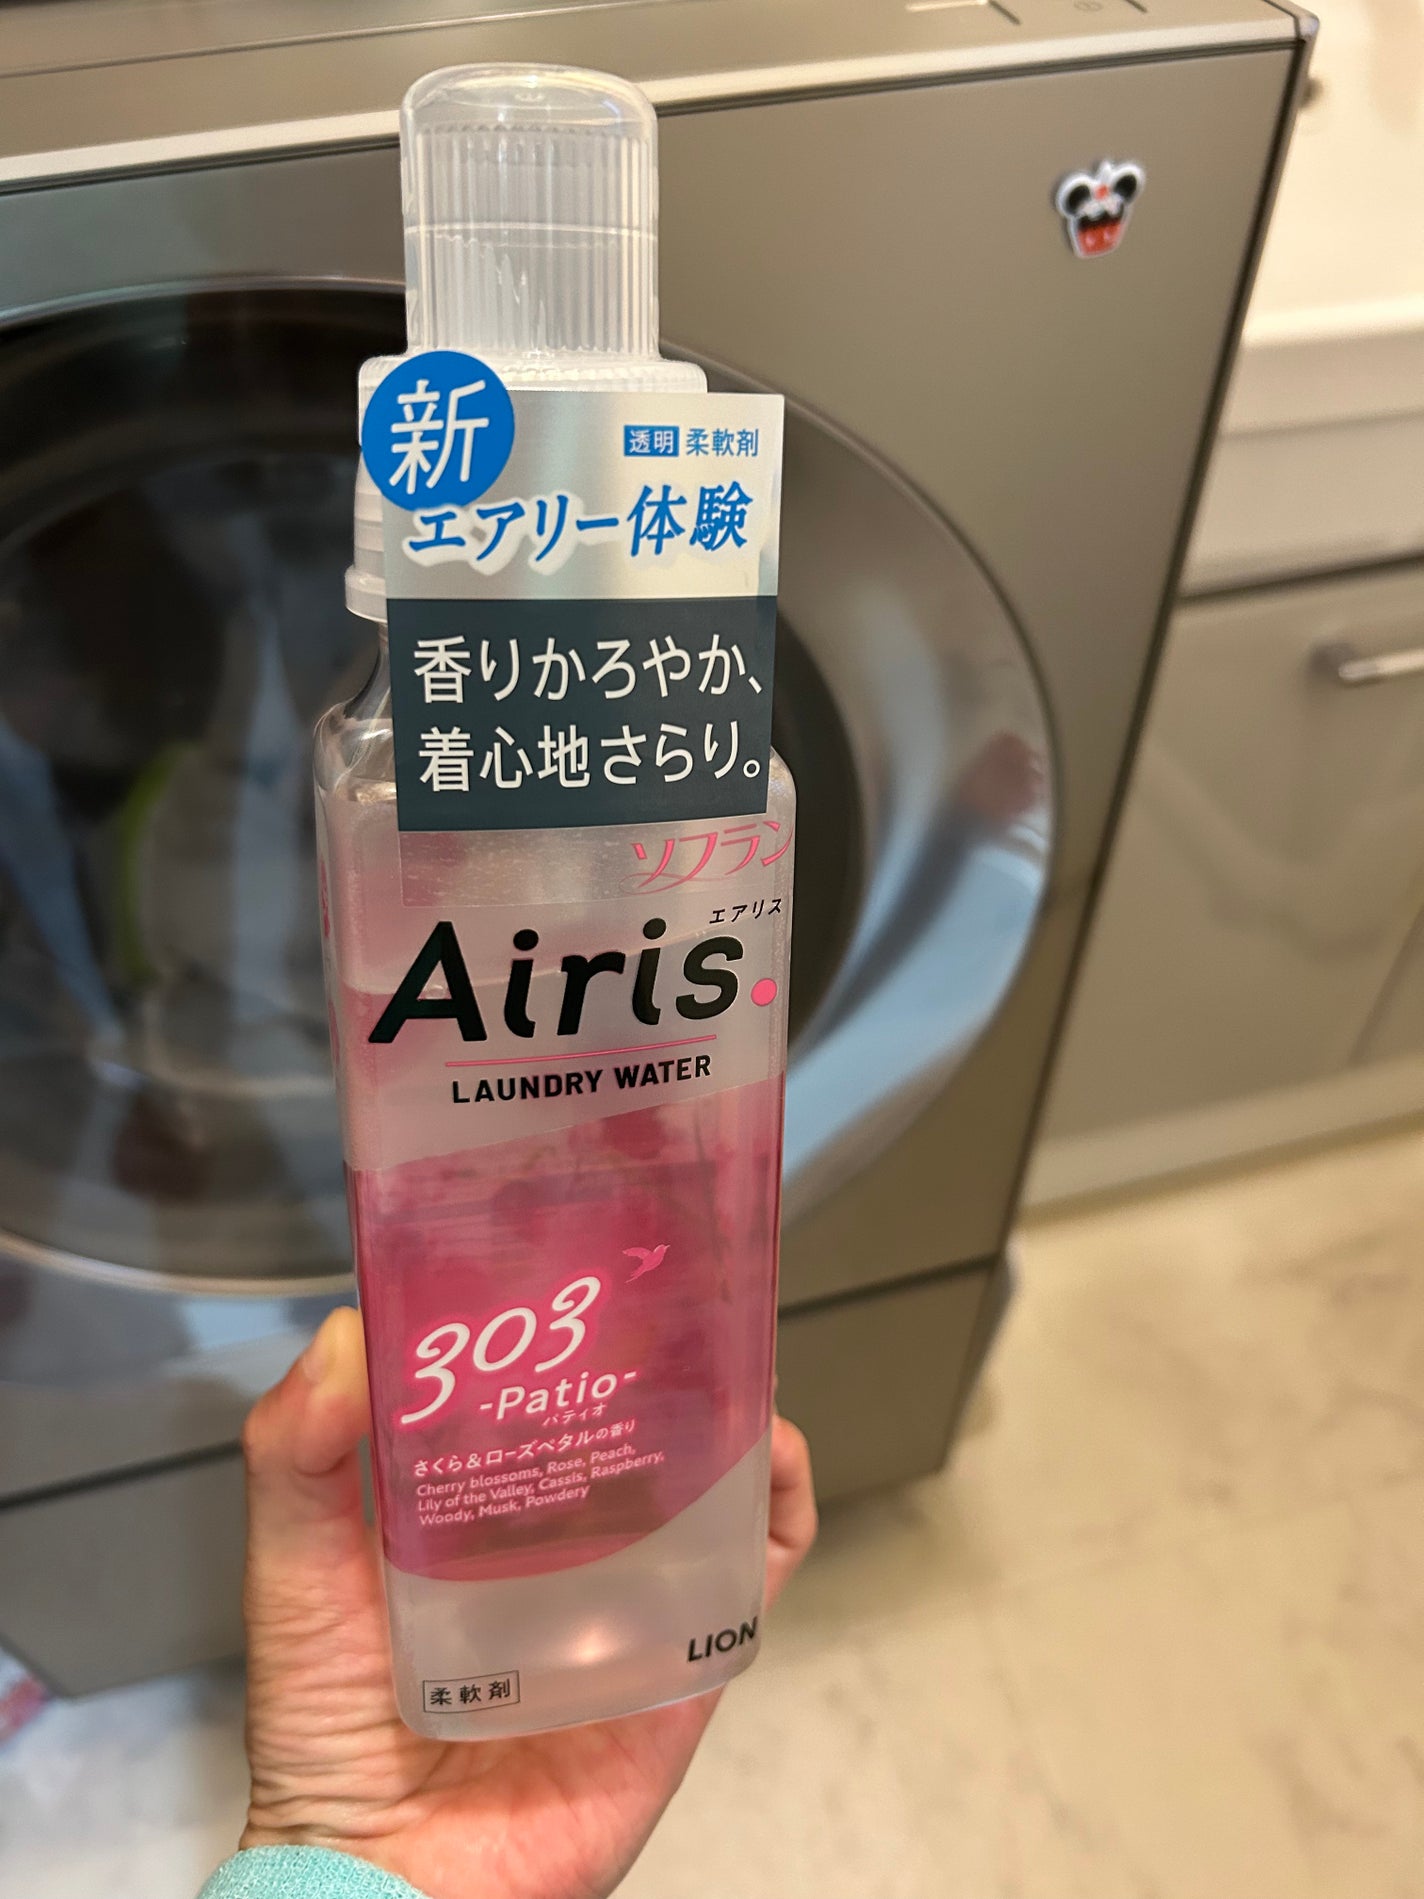 新
透明 柔軟剤
エアリー体験
香りかろやか、
着心地さらり。
ソフラン
エアリス
Airis.
LAUNDRY WATER
303
-Patio-
パティオ
さくら&ローズペタルの香り
Cherry blossoms, Rose, Peach,
Lily of the Valley, Cassis, Raspberry,
Woody, Musk, Powdery
LION
柔軟剤